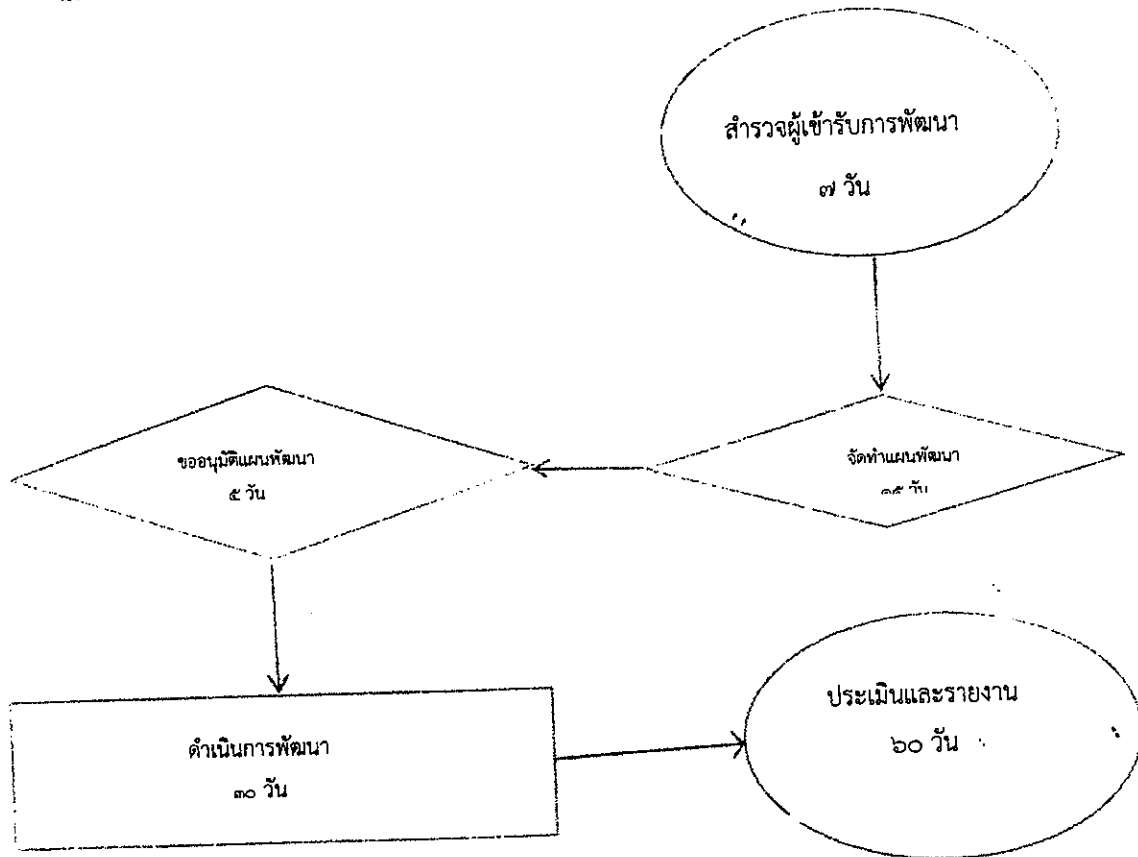 สำรวจผู้เข้ารับการพัฒนา
๗ วัน
จัดทำแผนพัฒนา
๑๕ วัน
ขออนุมัติแผนพัฒนา
๕ วัน
ดำเนินการพัฒนา
๓๐ วัน
ประเมินและรายงาน
๖๐ วัน